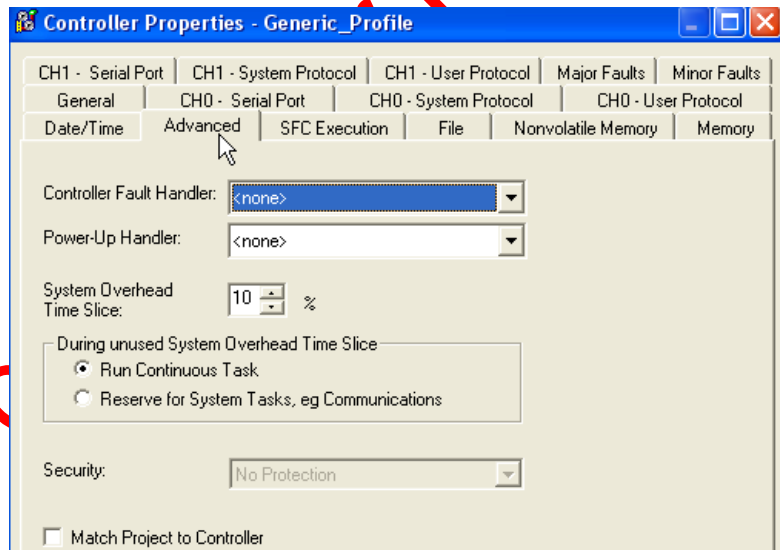 Controller Properties - Generic_Profile
CH1 - Serial Port CH1 - System Protocol CH1 - User Protocol Major Faults Minor Faults
General CH0 - Serial Port CH0 - System Protocol CH0 - User Protocol
Date/Time Advanced SFC Execution File Nonvolatile Memory Memory
Controller Fault Handler: <none>
Power-Up Handler: <none>
System Overhead
Time Slice: 10 %
During unused System Overhead Time Slice
Run Continuous Task
Reserve for System Tasks, eg Communications
Security: No Protection
Match Project to Controller